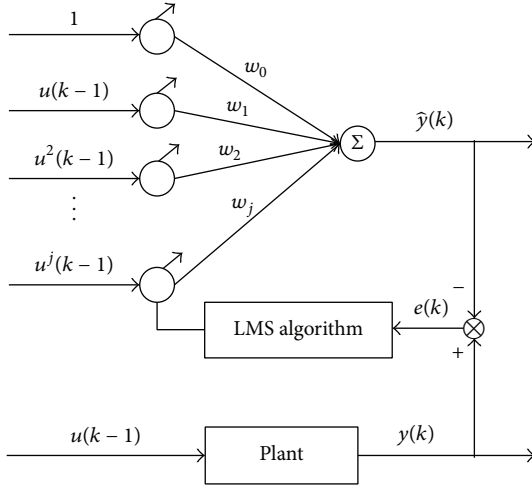 1
w₀
u(k − 1)
w₁
Σ
ŷ(k)
u²(k − 1)
w₂
⋮
wⱼ
uʲ(k − 1)
−
e(k)
LMS algorithm
+
u(k − 1)
Plant
y(k)